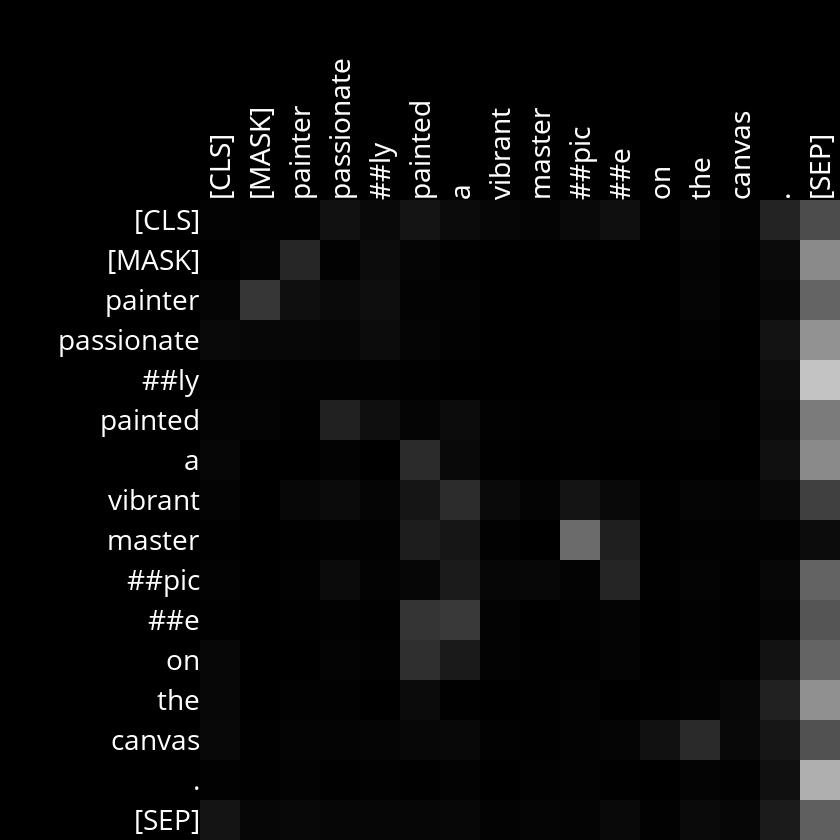 [CLS]
[MASK]
painter
passionate
##ly
painted
a
vibrant
master
##pic
##e
on
the
canvas
.
[SEP]
[CLS]
[MASK]
painter
passionate
##ly
painted
a
vibrant
master
##pic
##e
on
the
canvas
.
[SEP]